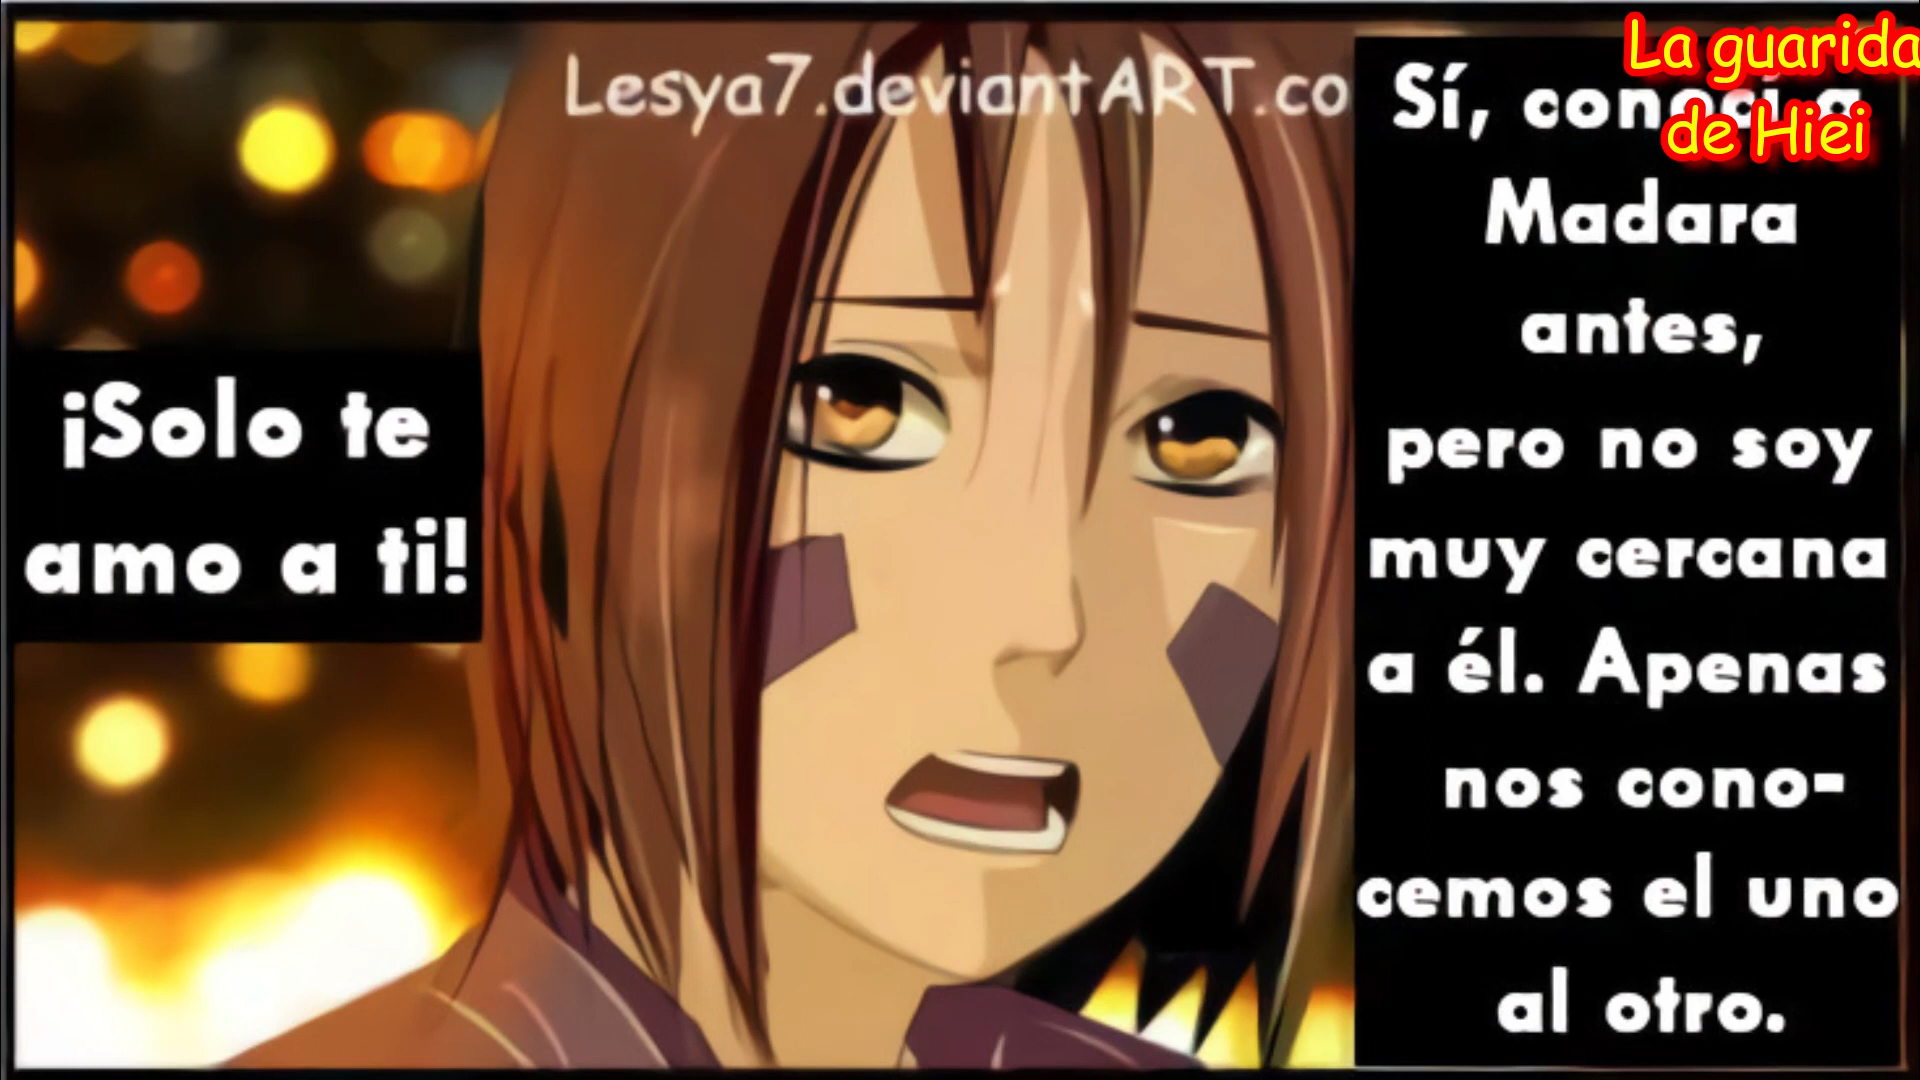 Lesya7.deviantART.co
La guarida
de Hiei
¡Solo te
amo a ti!
Sí, conocí a
Madara
antes,
pero no soy
muy cercana
a él. Apenas
nos cono-
cemos el uno
al otro.